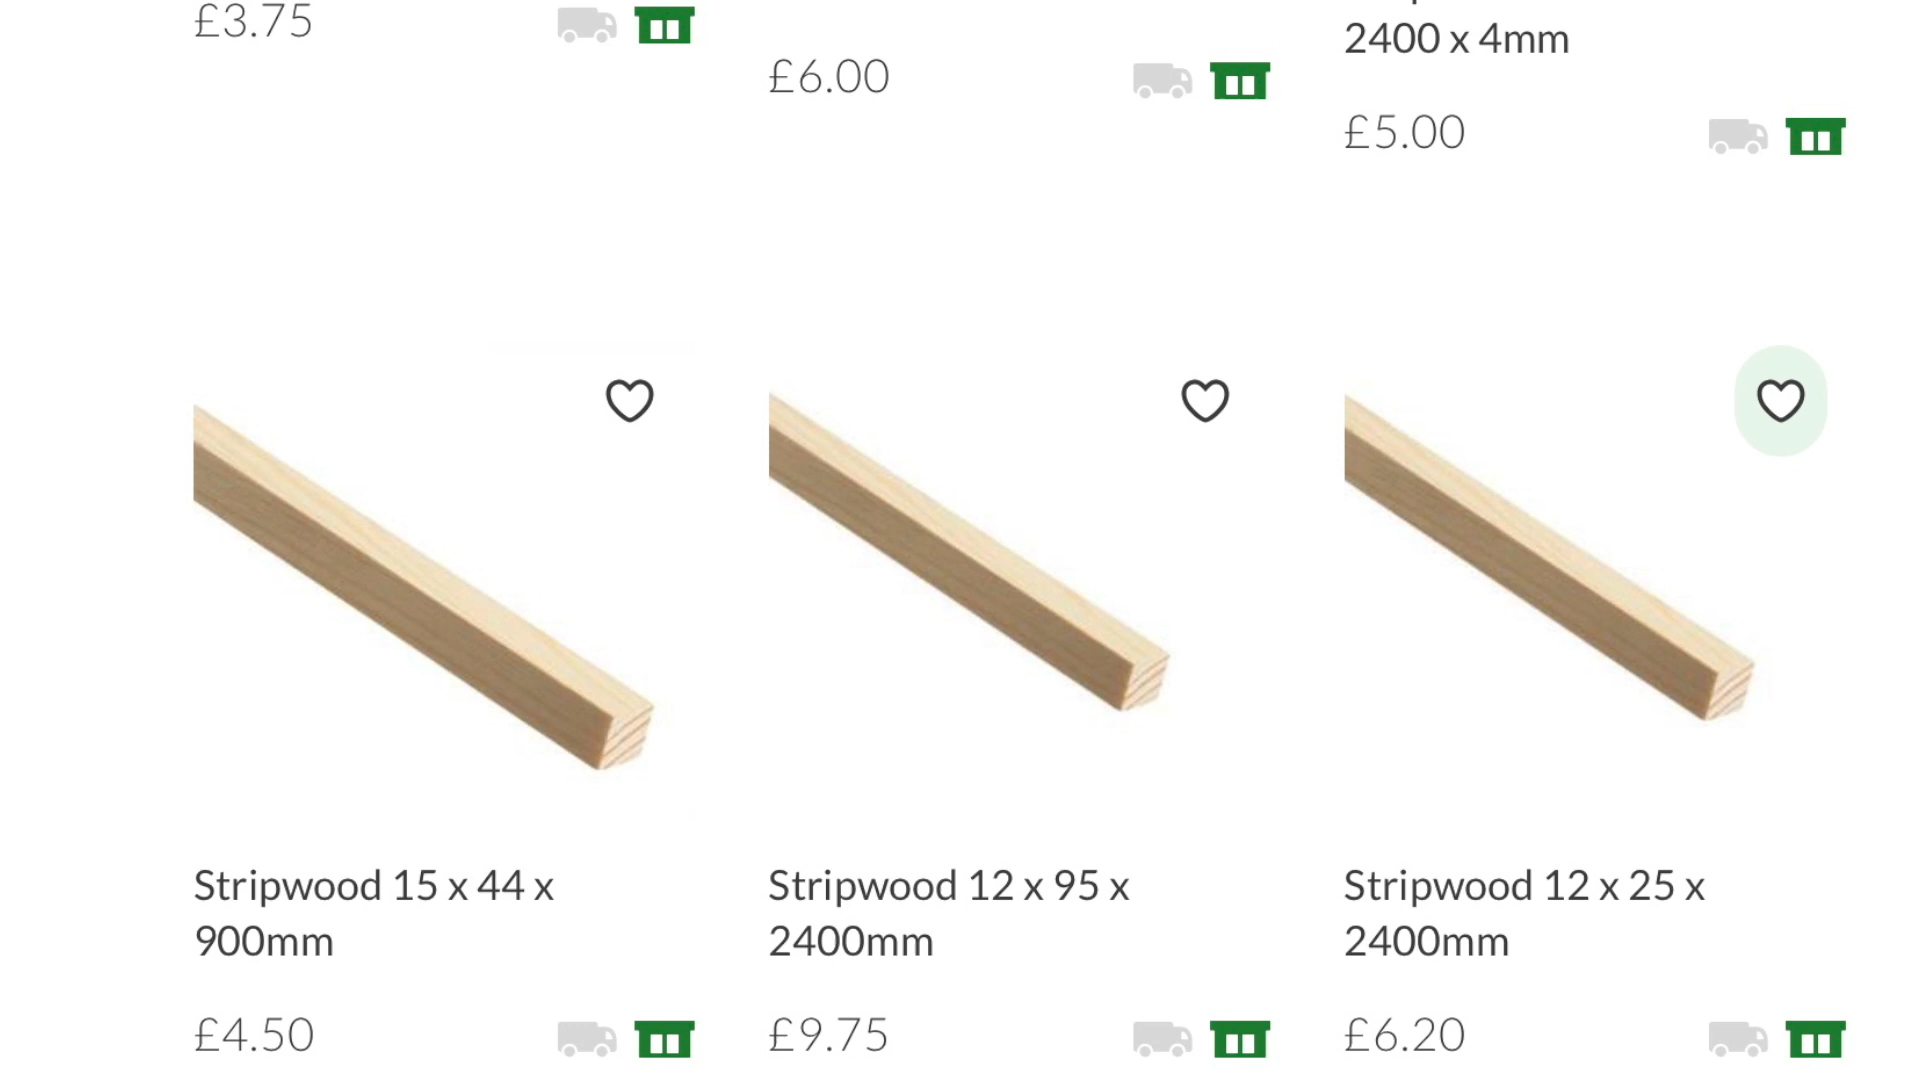 £3.75
£6.00
2400 x 4mm
£5.00
Stripwood 15 x 44 x
900mm
£4.50
Stripwood 12 x 95 x
2400mm
£9.75
Stripwood 12 x 25 x
2400mm
£6.20